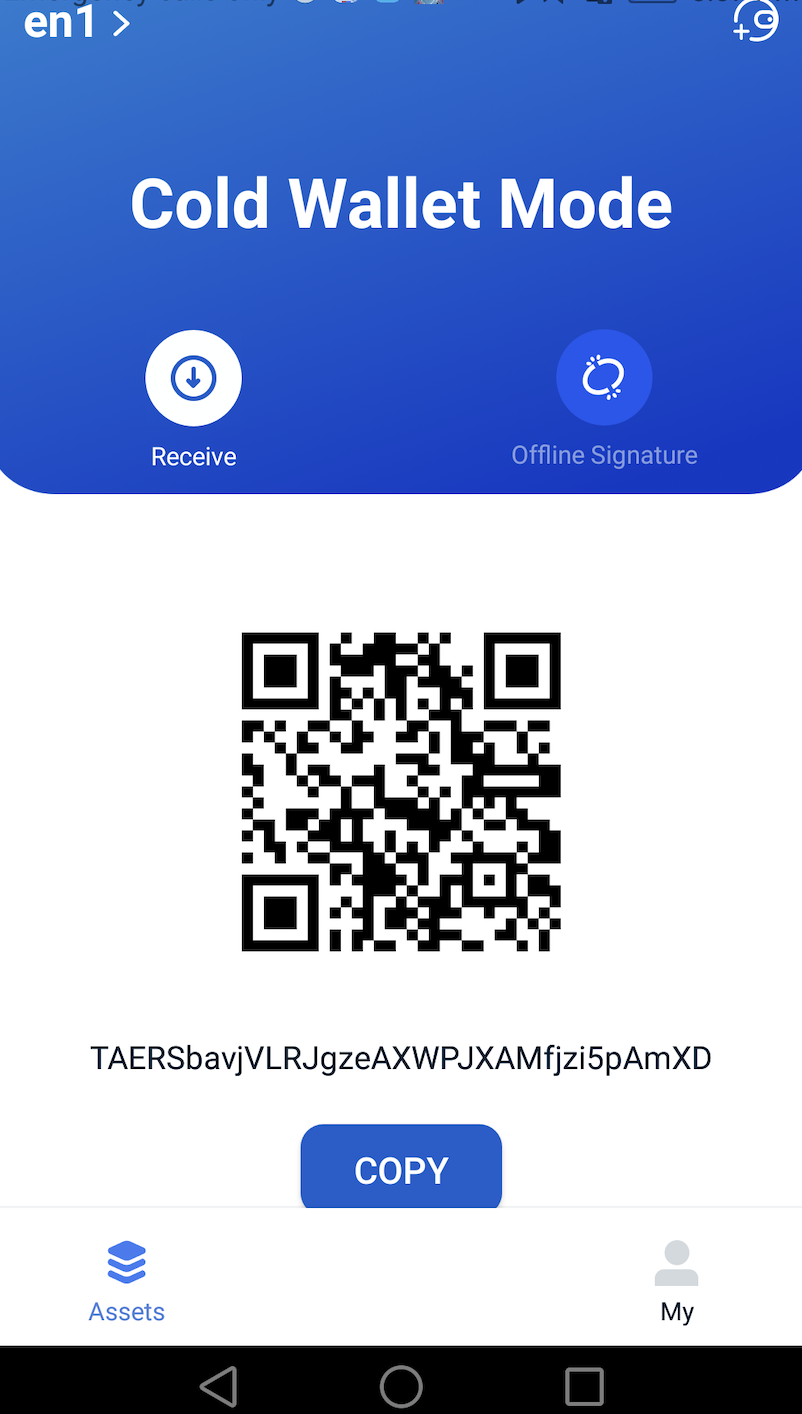 en1
Cold Wallet Mode
Receive
Offline Signature
TAERSbavjVLRJgzeAXWPJXAMfjzi5pAmXD
COPY
Assets
My